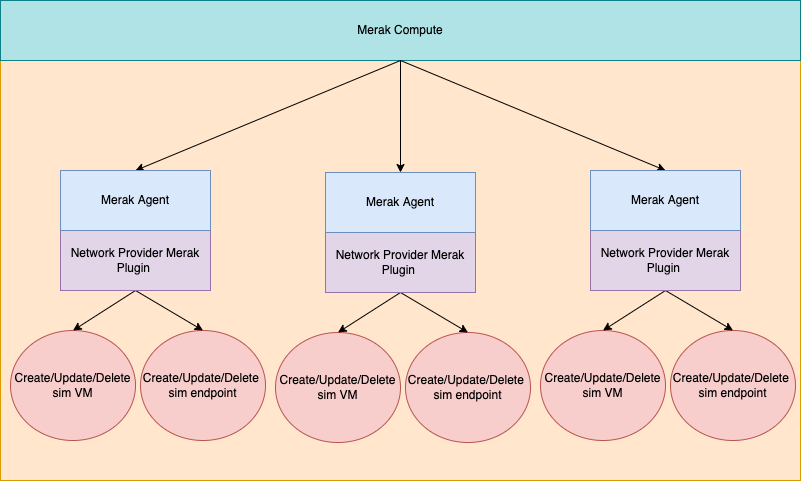 Merak Compute
Merak Agent
Merak Agent
Merak Agent
Network Provider Merak
Plugin
Network Provider Merak
Plugin
Network Provider Merak
Plugin
Create/Update/Delete
sim VM
Create/Update/Delete
sim endpoint
Create/Update/Delete
sim VM
Create/Update/Delete
sim endpoint
Create/Update/Delete
sim VM
Create/Update/Delete
sim endpoint